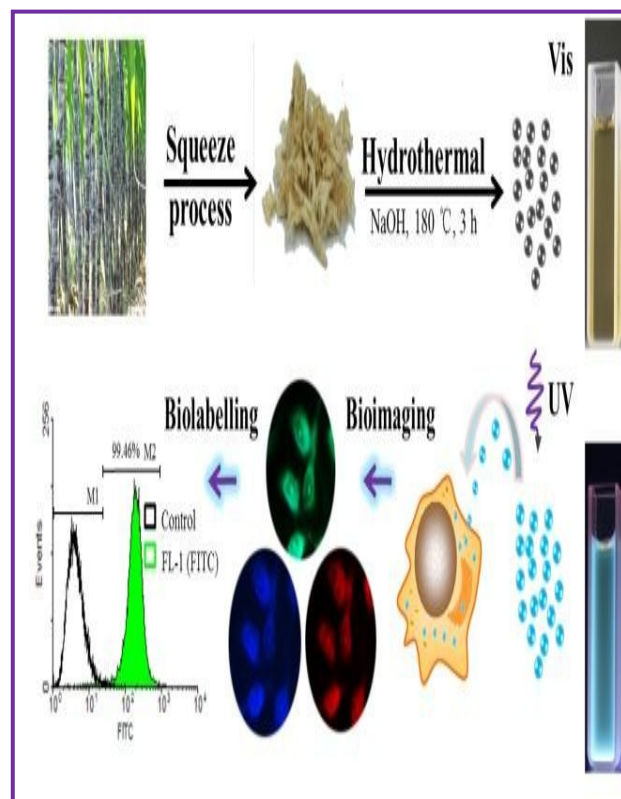 Vis
Squeeze
process
Hydrothermal
NaOH, 180 ℃, 3 h
UV
Biolabelling
Bioimaging
256
99.46% M2
M1
Control
FL-1 (FITC)
Events
0
10⁰ 10¹ 10² 10³ 10⁴
FITC